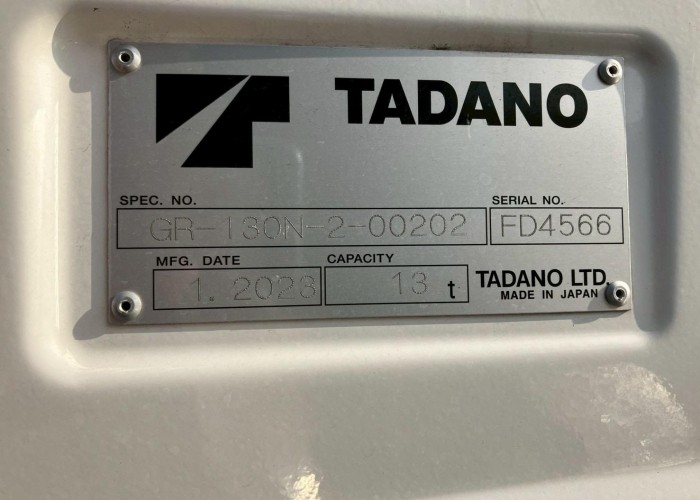 TADANO
SPEC. NO.
SERIAL NO.
GR-130N-2-00202
FD4566
MFG. DATE
CAPACITY
1. 2023
13 t
TADANO LTD.
MADE IN JAPAN